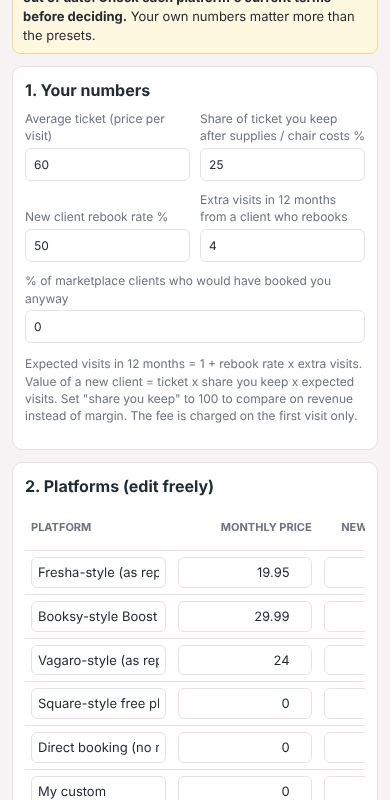 before deciding. Your own numbers matter more than
the presets.
1. Your numbers
Average ticket (price per
visit)
Share of ticket you keep
after supplies / chair costs %
60
25
New client rebook rate %
Extra visits in 12 months
from a client who rebooks
50
4
% of marketplace clients who would have booked you
anyway
0
Expected visits in 12 months = 1 + rebook rate x extra visits.
Value of a new client = ticket x share you keep x expected
visits. Set "share you keep" to 100 to compare on revenue
instead of margin. The fee is charged on the first visit only.
2. Platforms (edit freely)
PLATFORM MONTHLY PRICE NEW
Fresha-style (as rep 19.95
Booksy-style Boost 29.99
Vagaro-style (as rep 24
Square-style free pl 0
Direct booking (no 0
My custom 0